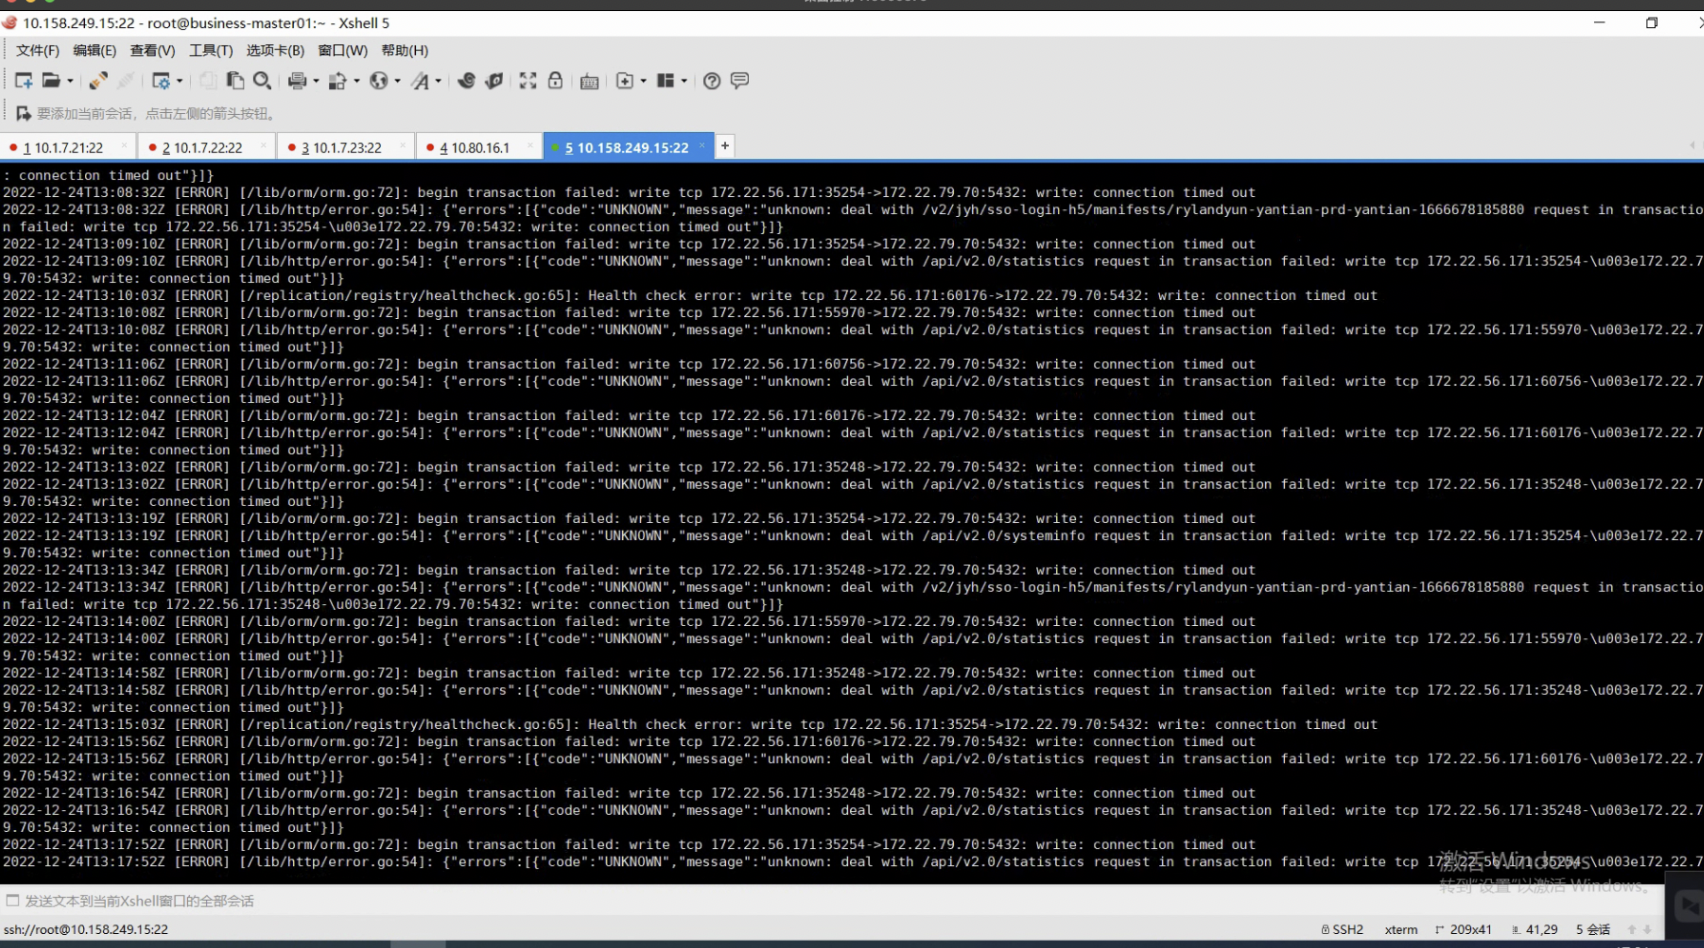 10.158.249.15:22 - root@business-master01:~ - Xshell 5
文件(F) 编辑(E) 查看(V) 工具(T) 选项卡(B) 窗口(W) 帮助(H)
要添加当前会话，点击左侧的箭头按钮。
1 10.1.7.21:22 2 10.1.7.22:22 3 10.1.7.23:22 4 10.80.16.1 5 10.158.249.15:22 +
: connection timed out"}]}
2022-12-24T13:08:32Z [ERROR] [/lib/orm/orm.go:72]: begin transaction failed: write tcp 172.22.56.171:35254->172.22.79.70:5432: write: connection timed out
2022-12-24T13:08:32Z [ERROR] [/lib/http/error.go:54]: {"errors":[{"code":"UNKNOWN","message":"unknown: deal with /v2/jyh/sso-login-h5/manifests/rylandyun-yantian-prd-yantian-1666678185880 request in transactio
n failed: write tcp 172.22.56.171:35254-\u003e172.22.79.70:5432: write: connection timed out"}]}
2022-12-24T13:09:10Z [ERROR] [/lib/orm/orm.go:72]: begin transaction failed: write tcp 172.22.56.171:35254->172.22.79.70:5432: write: connection timed out
2022-12-24T13:09:10Z [ERROR] [/lib/http/error.go:54]: {"errors":[{"code":"UNKNOWN","message":"unknown: deal with /api/v2.0/statistics request in transaction failed: write tcp 172.22.56.171:35254-\u003e172.22.7
9.70:5432: write: connection timed out"}]}
2022-12-24T13:10:03Z [ERROR] [/replication/registry/healthcheck.go:65]: Health check error: write tcp 172.22.56.171:60176->172.22.79.70:5432: write: connection timed out
2022-12-24T13:10:08Z [ERROR] [/lib/orm/orm.go:72]: begin transaction failed: write tcp 172.22.56.171:55970->172.22.79.70:5432: write: connection timed out
2022-12-24T13:10:08Z [ERROR] [/lib/http/error.go:54]: {"errors":[{"code":"UNKNOWN","message":"unknown: deal with /api/v2.0/statistics request in transaction failed: write tcp 172.22.56.171:55970-\u003e172.22.7
9.70:5432: write: connection timed out"}]}
2022-12-24T13:11:06Z [ERROR] [/lib/orm/orm.go:72]: begin transaction failed: write tcp 172.22.56.171:60756->172.22.79.70:5432: write: connection timed out
2022-12-24T13:11:06Z [ERROR] [/lib/http/error.go:54]: {"errors":[{"code":"UNKNOWN","message":"unknown: deal with /api/v2.0/statistics request in transaction failed: write tcp 172.22.56.171:60756-\u003e172.22.7
9.70:5432: write: connection timed out"}]}
2022-12-24T13:12:04Z [ERROR] [/lib/orm/orm.go:72]: begin transaction failed: write tcp 172.22.56.171:60176->172.22.79.70:5432: write: connection timed out
2022-12-24T13:12:04Z [ERROR] [/lib/http/error.go:54]: {"errors":[{"code":"UNKNOWN","message":"unknown: deal with /api/v2.0/statistics request in transaction failed: write tcp 172.22.56.171:60176-\u003e172.22.7
9.70:5432: write: connection timed out"}]}
2022-12-24T13:13:02Z [ERROR] [/lib/orm/orm.go:72]: begin transaction failed: write tcp 172.22.56.171:35248->172.22.79.70:5432: write: connection timed out
2022-12-24T13:13:02Z [ERROR] [/lib/http/error.go:54]: {"errors":[{"code":"UNKNOWN","message":"unknown: deal with /api/v2.0/statistics request in transaction failed: write tcp 172.22.56.171:35248-\u003e172.22.7
9.70:5432: write: connection timed out"}]}
2022-12-24T13:13:19Z [ERROR] [/lib/orm/orm.go:72]: begin transaction failed: write tcp 172.22.56.171:35254->172.22.79.70:5432: write: connection timed out
2022-12-24T13:13:19Z [ERROR] [/lib/http/error.go:54]: {"errors":[{"code":"UNKNOWN","message":"unknown: deal with /api/v2.0/systeminfo request in transaction failed: write tcp 172.22.56.171:35254-\u003e172.22.7
9.70:5432: write: connection timed out"}]}
2022-12-24T13:13:34Z [ERROR] [/lib/orm/orm.go:72]: begin transaction failed: write tcp 172.22.56.171:35248->172.22.79.70:5432: write: connection timed out
2022-12-24T13:13:34Z [ERROR] [/lib/http/error.go:54]: {"errors":[{"code":"UNKNOWN","message":"unknown: deal with /v2/jyh/sso-login-h5/manifests/rylandyun-yantian-prd-yantian-1666678185880 request in transactio
n failed: write tcp 172.22.56.171:35248-\u003e172.22.79.70:5432: write: connection timed out"}]}
2022-12-24T13:14:00Z [ERROR] [/lib/orm/orm.go:72]: begin transaction failed: write tcp 172.22.56.171:55970->172.22.79.70:5432: write: connection timed out
2022-12-24T13:14:00Z [ERROR] [/lib/http/error.go:54]: {"errors":[{"code":"UNKNOWN","message":"unknown: deal with /api/v2.0/statistics request in transaction failed: write tcp 172.22.56.171:55970-\u003e172.22.7
9.70:5432: write: connection timed out"}]}
2022-12-24T13:14:58Z [ERROR] [/lib/orm/orm.go:72]: begin transaction failed: write tcp 172.22.56.171:35248->172.22.79.70:5432: write: connection timed out
2022-12-24T13:14:58Z [ERROR] [/lib/http/error.go:54]: {"errors":[{"code":"UNKNOWN","message":"unknown: deal with /api/v2.0/statistics request in transaction failed: write tcp 172.22.56.171:35248-\u003e172.22.7
9.70:5432: write: connection timed out"}]}
2022-12-24T13:15:03Z [ERROR] [/replication/registry/healthcheck.go:65]: Health check error: write tcp 172.22.56.171:35254->172.22.79.70:5432: write: connection timed out
2022-12-24T13:15:56Z [ERROR] [/lib/orm/orm.go:72]: begin transaction failed: write tcp 172.22.56.171:60176->172.22.79.70:5432: write: connection timed out
2022-12-24T13:15:56Z [ERROR] [/lib/http/error.go:54]: {"errors":[{"code":"UNKNOWN","message":"unknown: deal with /api/v2.0/statistics request in transaction failed: write tcp 172.22.56.171:60176-\u003e172.22.7
9.70:5432: write: connection timed out"}]}
2022-12-24T13:16:54Z [ERROR] [/lib/orm/orm.go:72]: begin transaction failed: write tcp 172.22.56.171:35248->172.22.79.70:5432: write: connection timed out
2022-12-24T13:16:54Z [ERROR] [/lib/http/error.go:54]: {"errors":[{"code":"UNKNOWN","message":"unknown: deal with /api/v2.0/statistics request in transaction failed: write tcp 172.22.56.171:35248-\u003e172.22.7
9.70:5432: write: connection timed out"}]}
2022-12-24T13:17:52Z [ERROR] [/lib/orm/orm.go:72]: begin transaction failed: write tcp 172.22.56.171:35254->172.22.79.70:5432: write: connection timed out
2022-12-24T13:17:52Z [ERROR] [/lib/http/error.go:54]: {"errors":[{"code":"UNKNOWN","message":"unknown: deal with /api/v2.0/statistics request in transaction failed: write tcp 172.22.56.171:35254-\u003e172.22.7
激活 Windows
转到"设置"以激活 Windows。
发送文本到当前Xshell窗口的全部会话
ssh://root@10.158.249.15:22 SSH2 xterm 209x41 41,29 5 会话